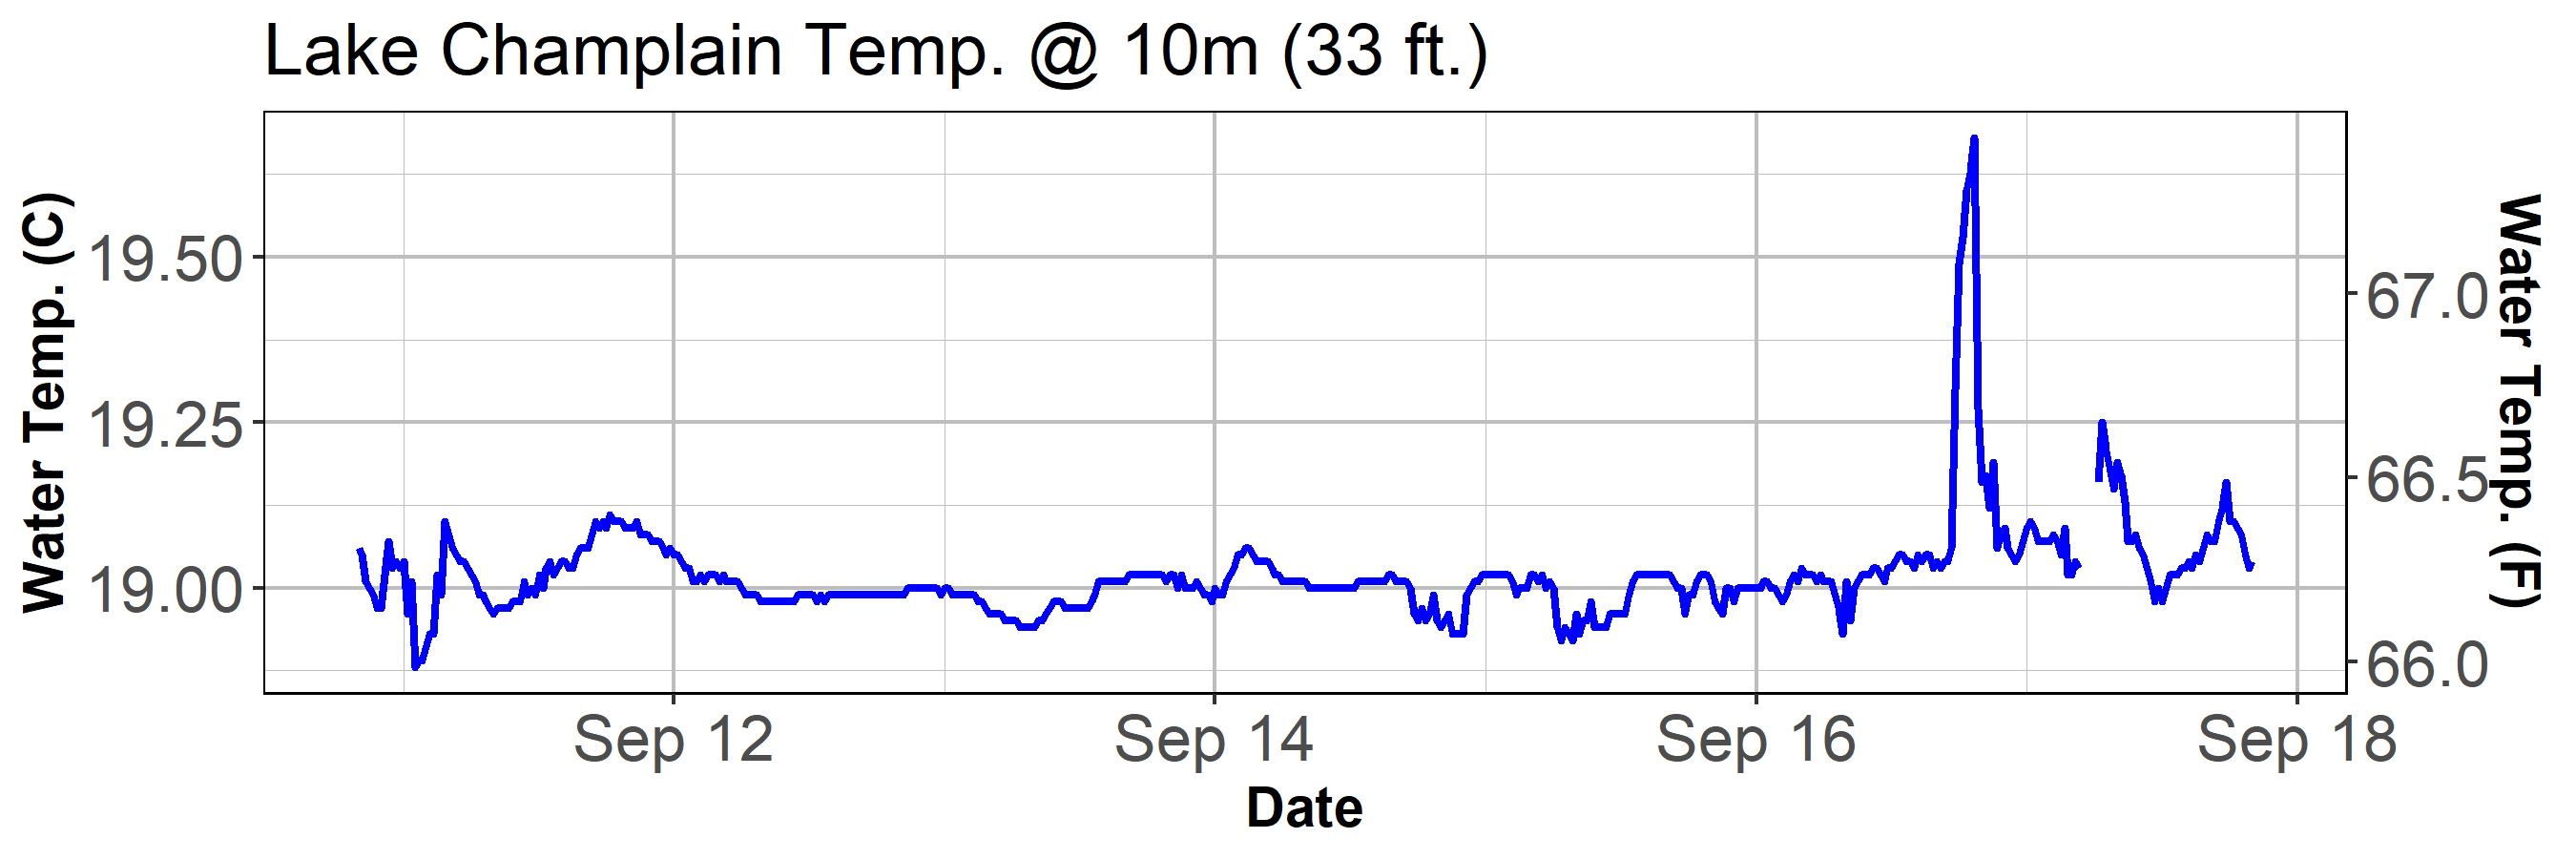 Lake Champlain Temp. @ 10m (33 ft.)
Water Temp. (C)
19.50
19.25
19.00
67.0
66.5
66.0
Water Temp. (F)
Sep 12
Sep 14
Sep 16
Sep 18
Date